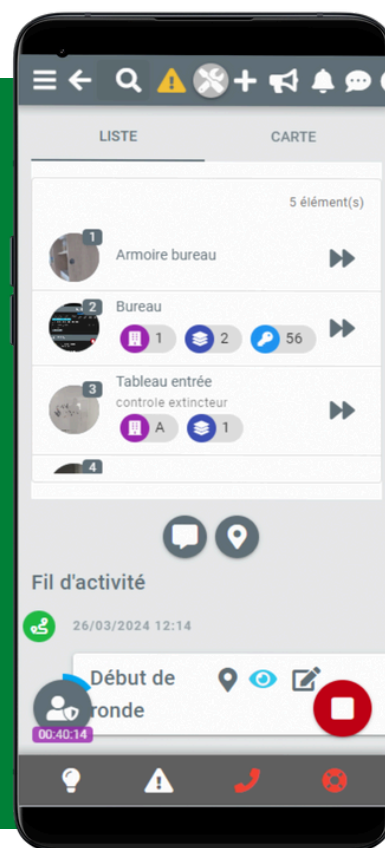 LISTE CARTE
5 élément(s)
1
Armoire bureau
2
Bureau
1 2 56
3
Tableau entrée
controle extincteur
A 1
4
Fil d'activité
26/03/2024 12:14
Début de
ronde
00:40:14